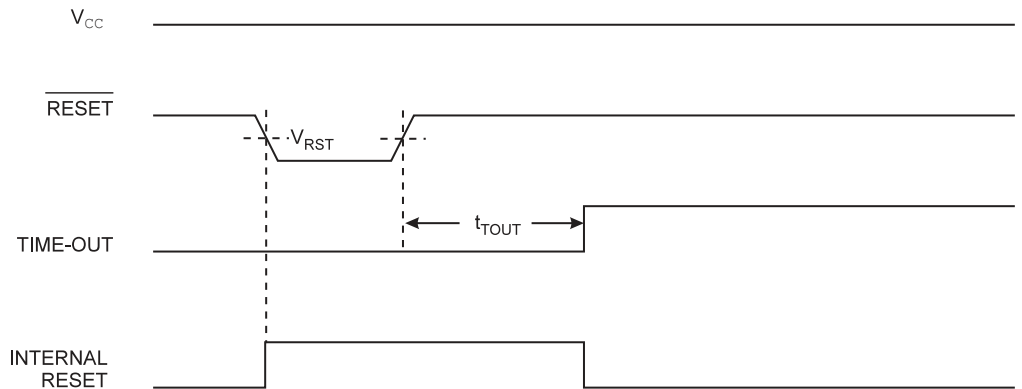 VCC
RESET
VRST
tTOUT
TIME-OUT
INTERNAL
RESET